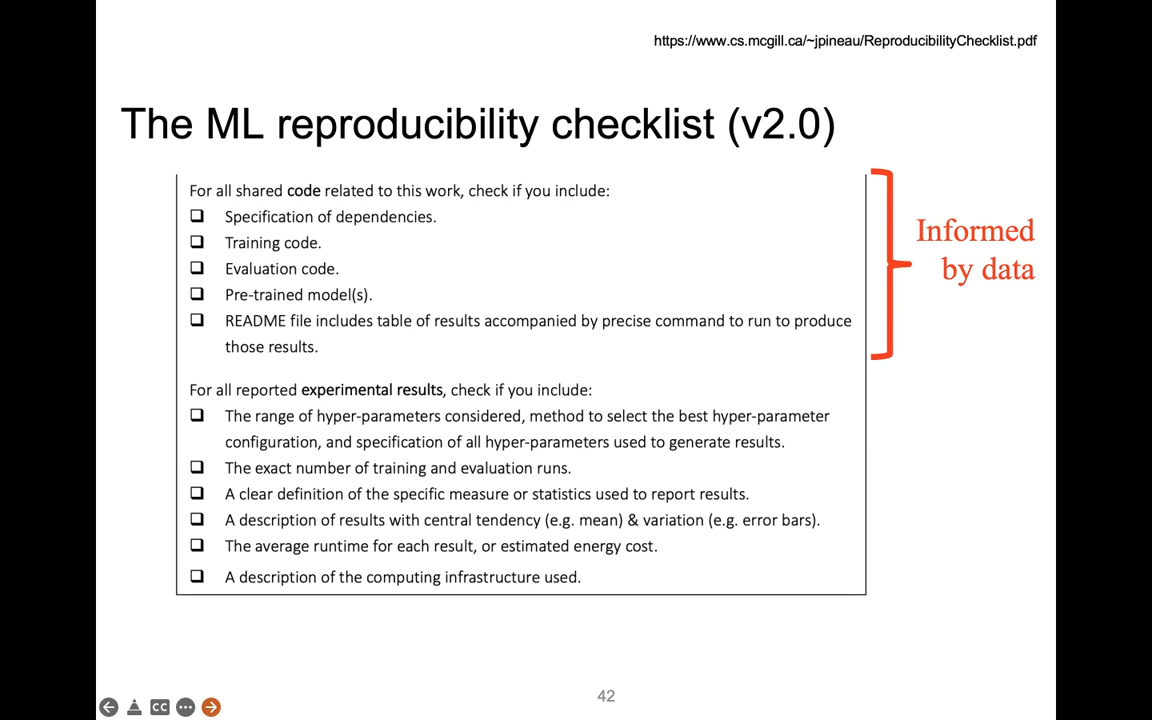 https://www.cs.mcgill.ca/~jpineau/ReproducibilityChecklist.pdf
The ML reproducibility checklist (v2.0)
For all shared code related to this work, check if you include:
Specification of dependencies.
Training code.
Evaluation code.
Pre-trained model(s).
README file includes table of results accompanied by precise command to run to produce
those results.
Informed
by data
For all reported experimental results, check if you include:
The range of hyper-parameters considered, method to select the best hyper-parameter
configuration, and specification of all hyper-parameters used to generate results.
The exact number of training and evaluation runs.
A clear definition of the specific measure or statistics used to report results.
A description of results with central tendency (e.g. mean) & variation (e.g. error bars).
The average runtime for each result, or estimated energy cost.
A description of the computing infrastructure used.
42
CC